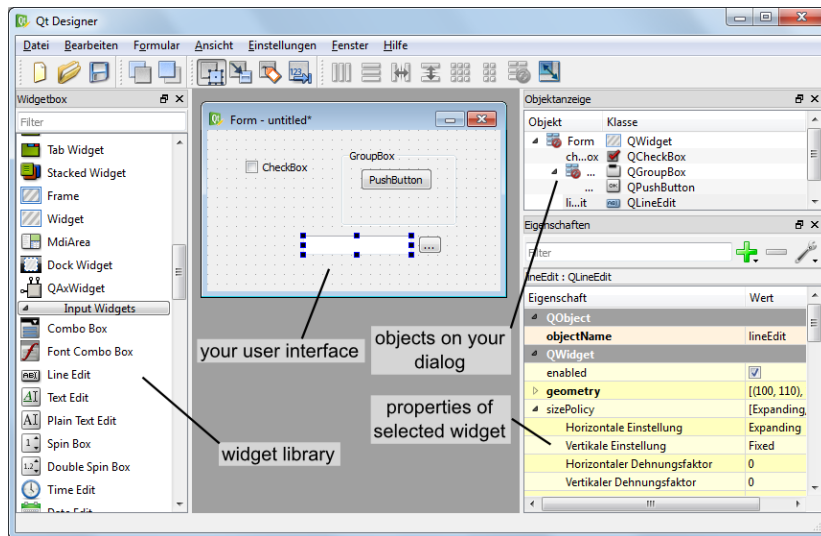 Qt Designer
Datei Bearbeiten Formular Ansicht Einstellungen Fenster Hilfe
Widgetbox
Filter
Tab Widget
Stacked Widget
Frame
Widget
MdiArea
Dock Widget
QAxWidget
Input Widgets
Combo Box
Font Combo Box
Line Edit
Text Edit
Plain Text Edit
Spin Box
Double Spin Box
Time Edit
Form - untitled*
CheckBox
GroupBox
PushButton
...
your user interface
widget library
objects on your
dialog
properties of
selected widget
Objektanzeige
Objekt Klasse
Form QWidget
ch...ox QCheckBox
... QGroupBox
... QPushButton
li...it QLineEdit
Eigenschaften
Filter
lineEdit : QLineEdit
Eigenschaft Wert
QObject
objectName lineEdit
QWidget
enabled
geometry [(100, 110),
sizePolicy [Expanding,
Horizontale Einstellung Expanding
Vertikale Einstellung Fixed
Horizontaler Dehnungsfaktor 0
Vertikaler Dehnungsfaktor 0